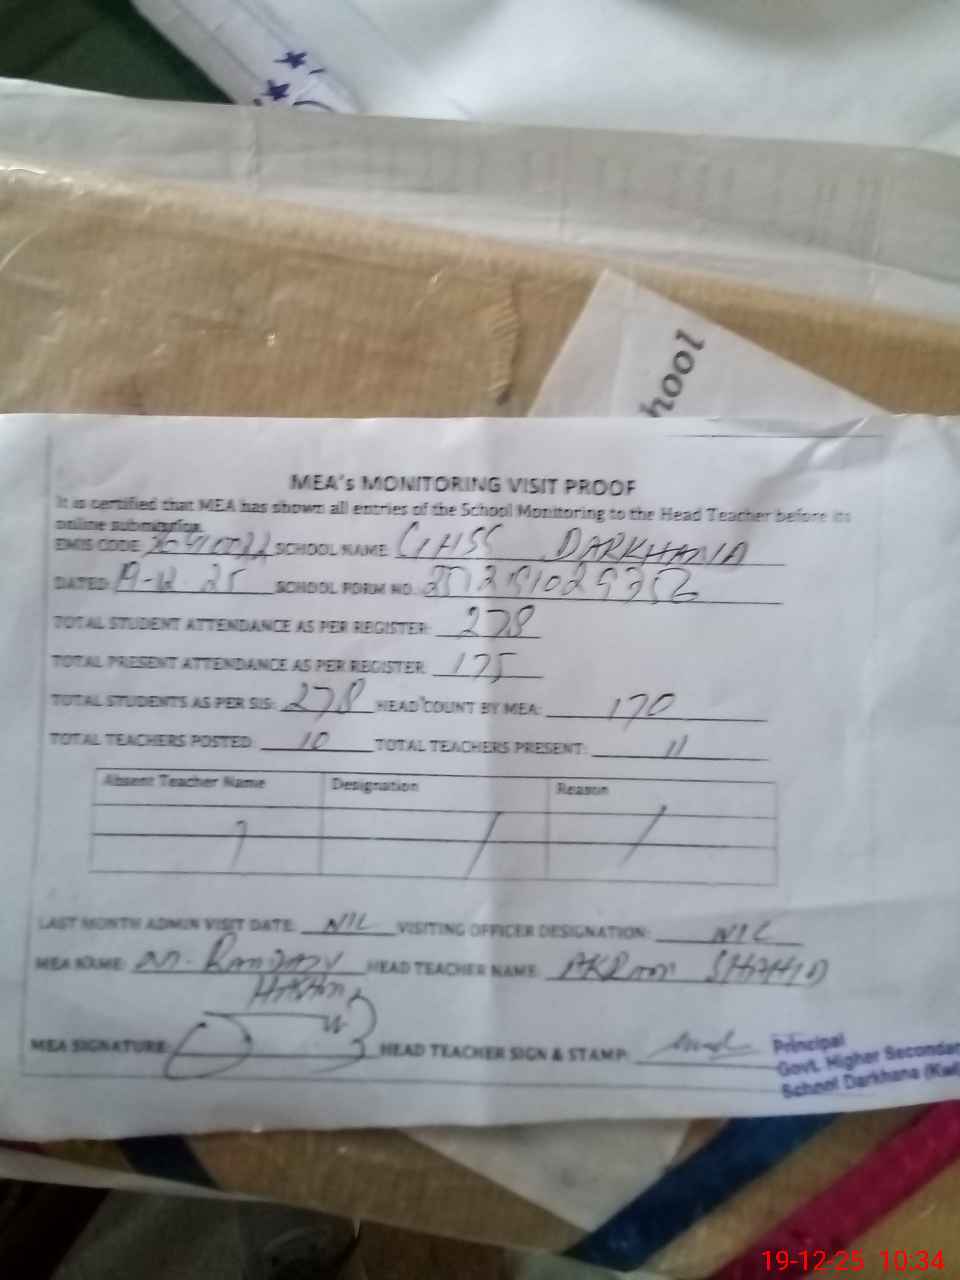 hool
MEA's MONITORING VISIT PROOF
It is certified that MEA has shown all entries of the School Monitoring to the Head Teacher before its
online submission.
EMIS CODE: SCHOOL NAME: GHSS DARKHANA
DATED: 19-12-25 SCHOOL FORM NO.
TOTAL STUDENT ATTENDANCE AS PER REGISTER: 278
TOTAL PRESENT ATTENDANCE AS PER REGISTER: 175
TOTAL STUDENTS AS PER SIS: 278 HEAD COUNT BY MEA: 170
TOTAL TEACHERS POSTED: 10 TOTAL TEACHERS PRESENT: 11
Absent Teacher Name Designation Reason
LAST MONTH ADMIN VISIT DATE: NIL VISITING OFFICER DESIGNATION: NIL
MEA NAME: M. HEAD TEACHER NAME: AKRAM SHAHID
MEA SIGNATURE: HEAD TEACHER SIGN & STAMP:
Principal
Govt. Higher Secondar
School Darkhana
19-12-25 10:34